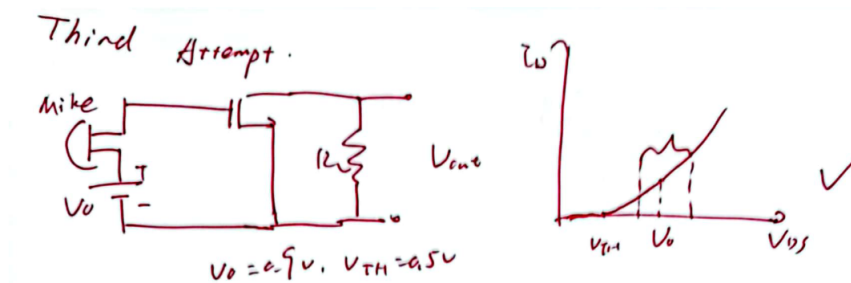 Third Attempt.
Mike
V0
+
-
RL
Vout
V0 = 0.9V, VTH = 0.5V
ID
VTH V0 VDS